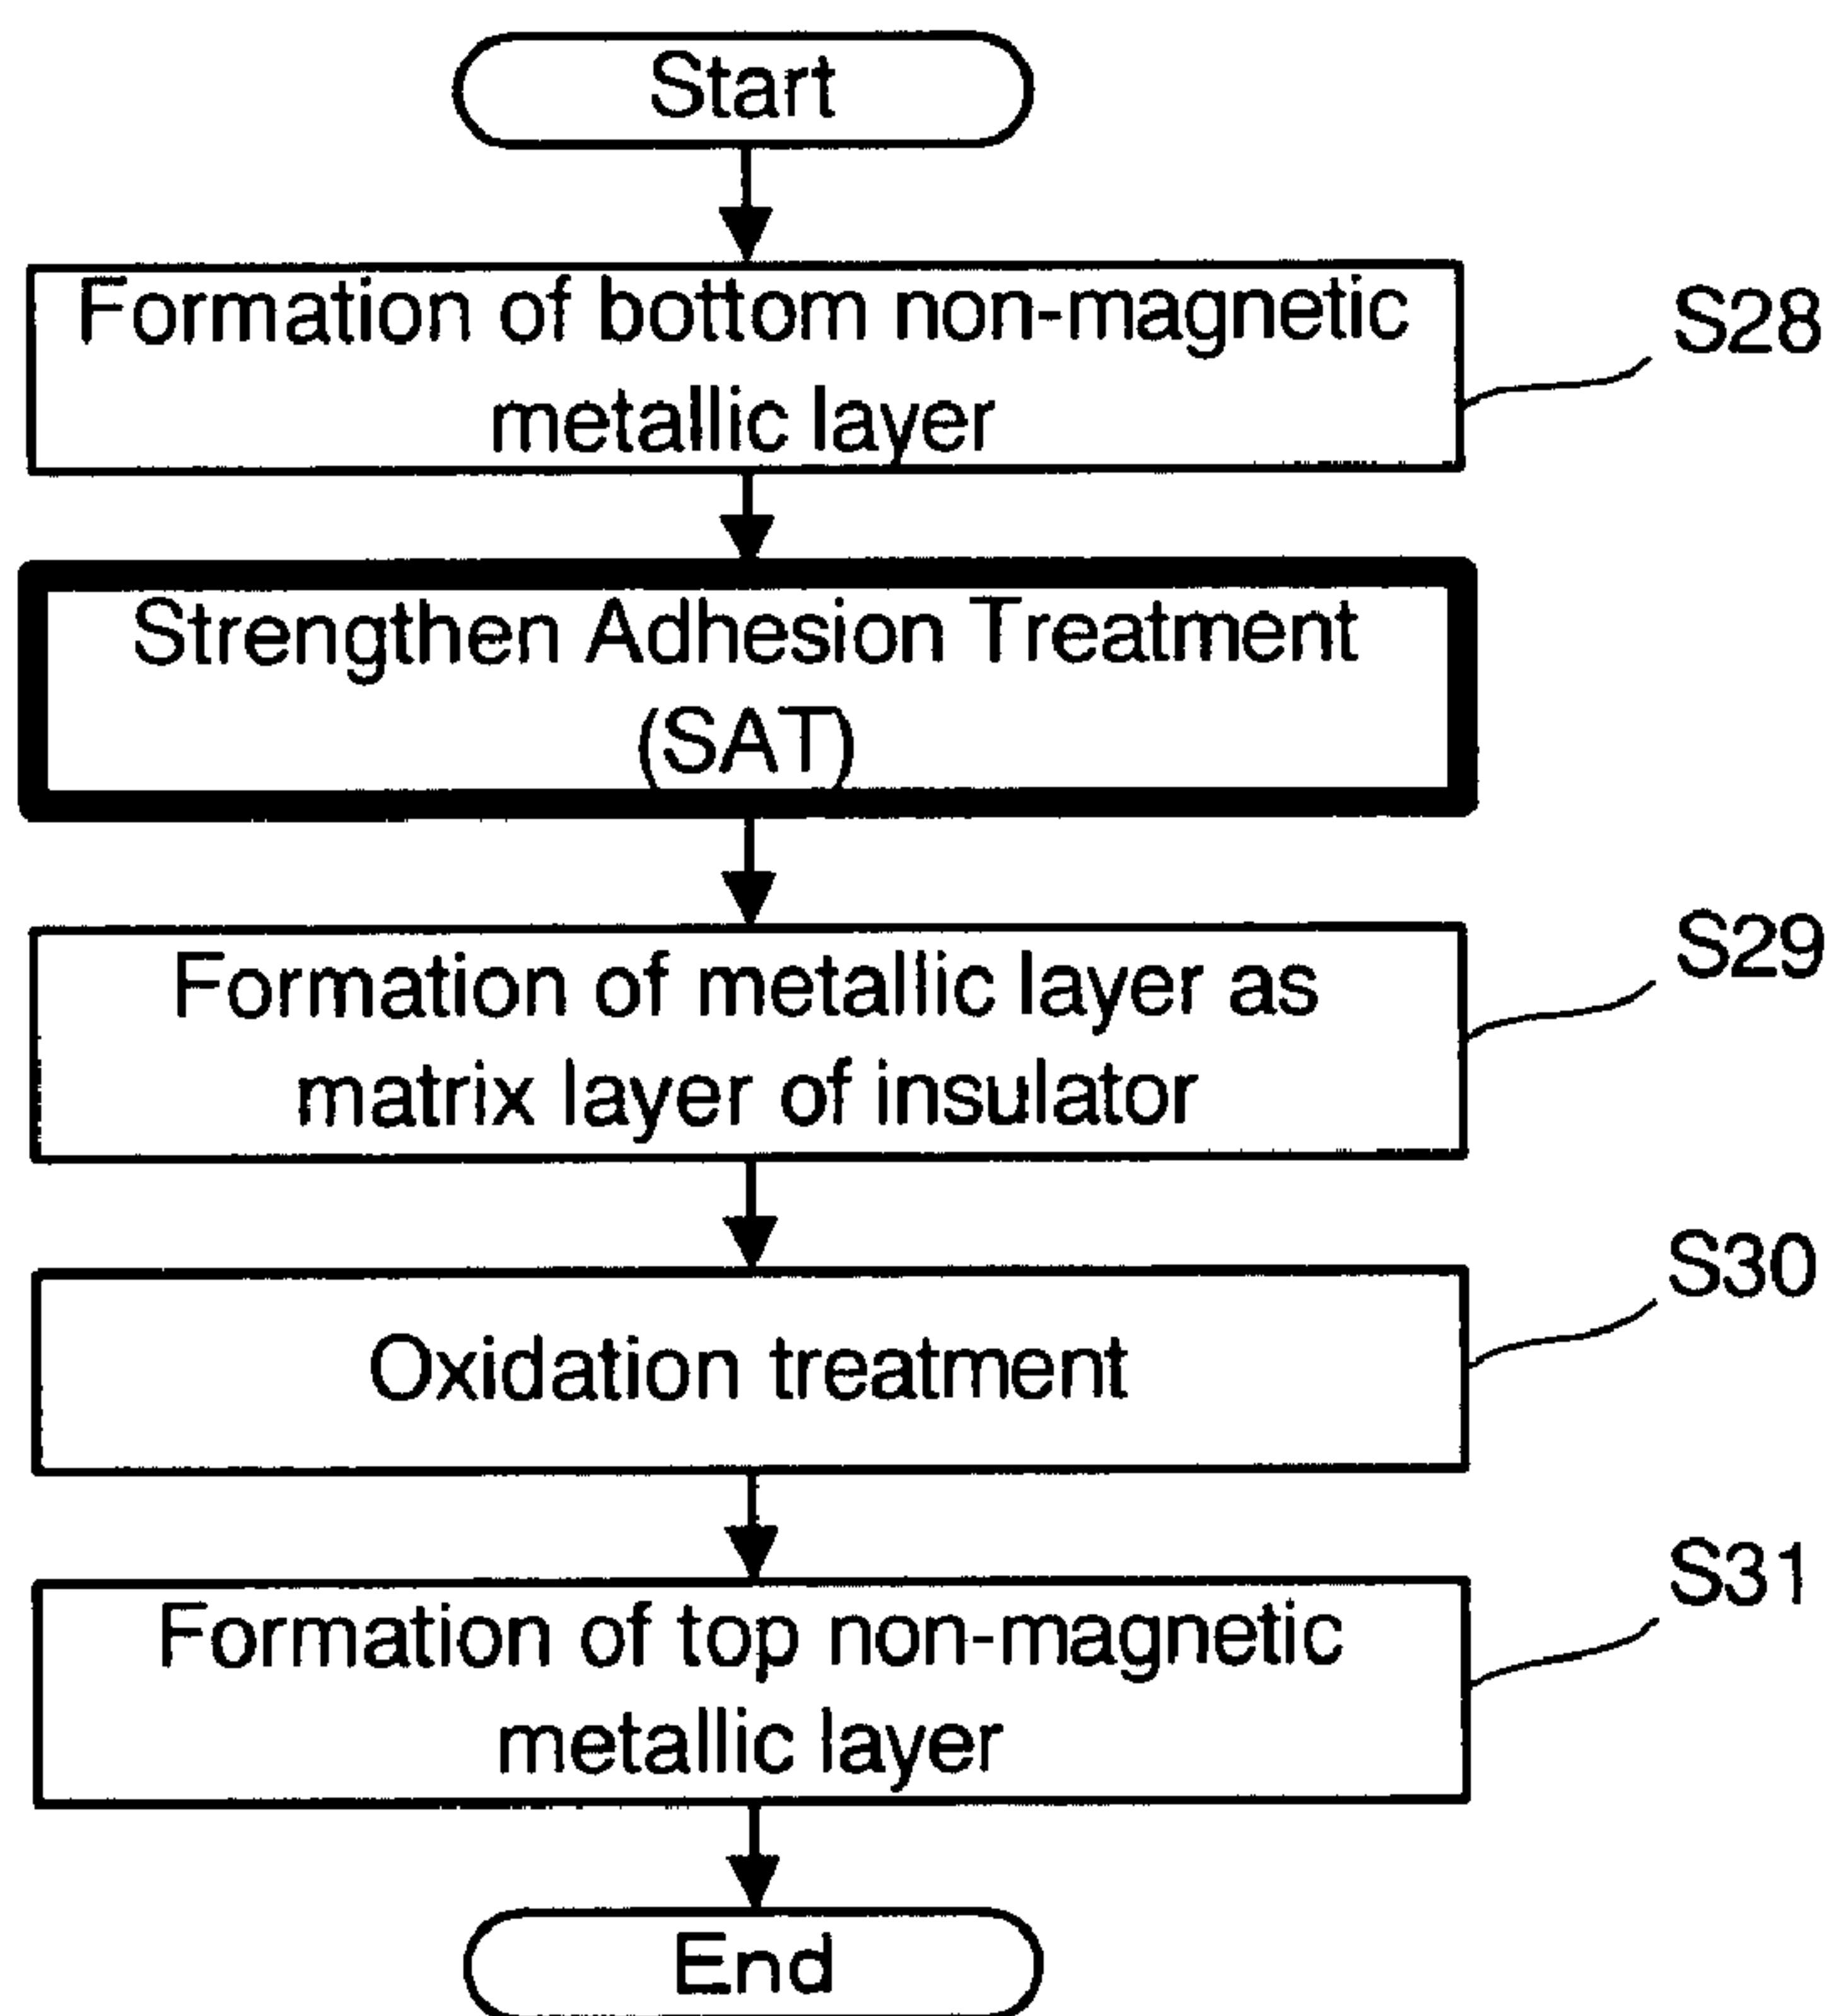 Start
Formation of bottom non-magnetic
metallic layer
S28
Strengthen Adhesion Treatment
(SAT)
Formation of metallic layer as
matrix layer of insulator
S29
Oxidation treatment
S30
Formation of top non-magnetic
metallic layer
S31
End